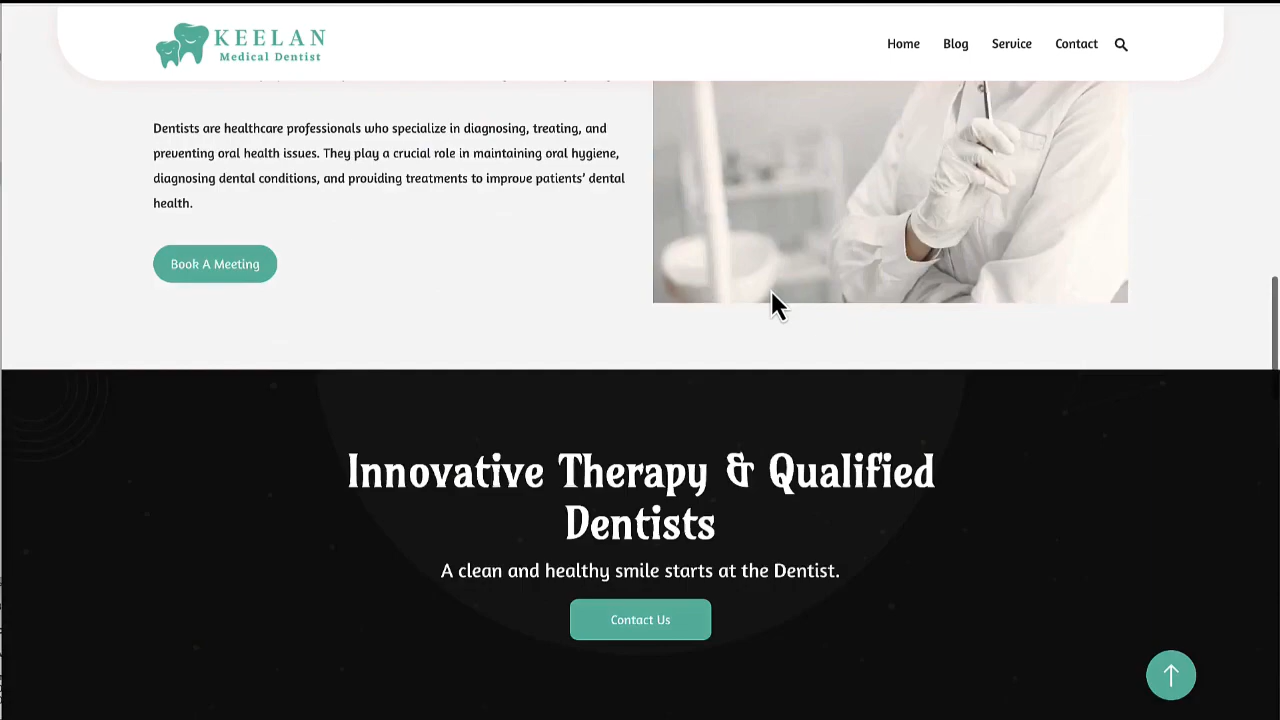 KEELAN
Medical Dentist
Home Blog Service Contact
Dentists are healthcare professionals who specialize in diagnosing, treating, and
preventing oral health issues. They play a crucial role in maintaining oral hygiene,
diagnosing dental conditions, and providing treatments to improve patients’ dental
health.
Book A Meeting
Innovative Therapy & Qualified
Dentists
A clean and healthy smile starts at the Dentist.
Contact Us